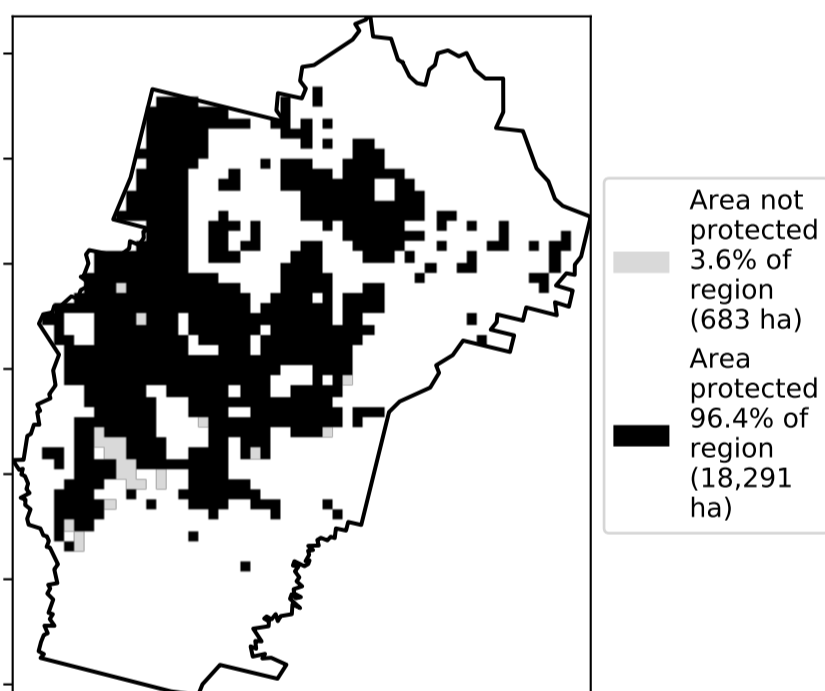 Area not
protected
3.6% of
region
(683 ha)
Area
protected
96.4% of
region
(18,291
ha)